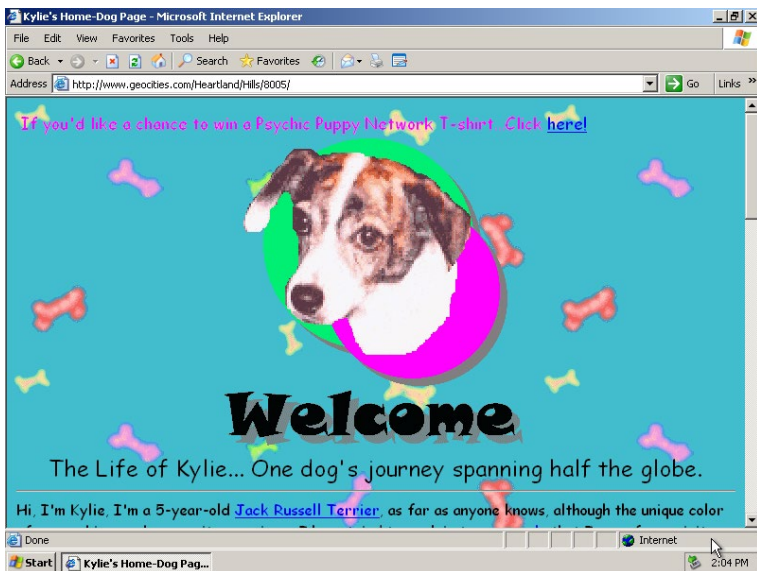 Kylie's Home-Dog Page - Microsoft Internet Explorer
File Edit View Favorites Tools Help
Back Search Favorites
Address http://www.geocities.com/Heartland/Hills/8005/ Go Links »
If you'd like a chance to win a Psychic Puppy Network T-shirt, Click here!
Welcome
The Life of Kylie... One dog's journey spanning half the globe.
Hi, I'm Kylie, I'm a 5-year-old Jack Russell Terrier, as far as anyone knows, although the unique color
Done Internet
Start Kylie's Home-Dog Pag... 2:04 PM